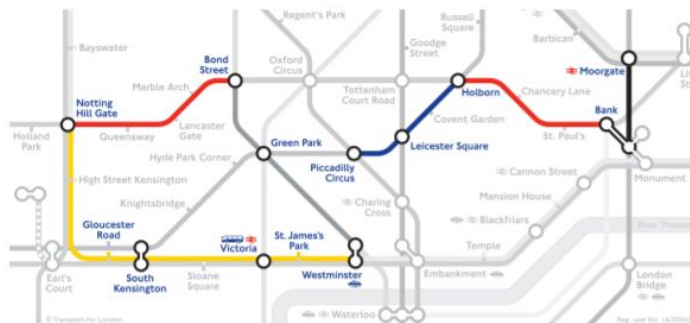 Regent's Park
Russell
Square
Barbican
Bayswater
Goodge
Street
Bond
Street
Oxford
Circus
Moorgate
Marble Arch
Tottenham
Court Road
Holborn
Chancery Lane
Notting
Hill Gate
Bank
Holland
Park
Queensway
Lancaster
Gate
Covent Garden
St. Paul's
Green Park
Leicester Square
Hyde Park Corner
Piccadilly
Circus
Cannon Street
Monument
High Street Kensington
Mansion House
Knightsbridge
Charing
Cross
Blackfriars
Gloucester
Road
St. James's
Park
Victoria
Temple
River Thames
Earl's
Court
South
Kensington
Sloane
Square
Westminster
Embankment
London
Bridge
Waterloo
© Transport for London